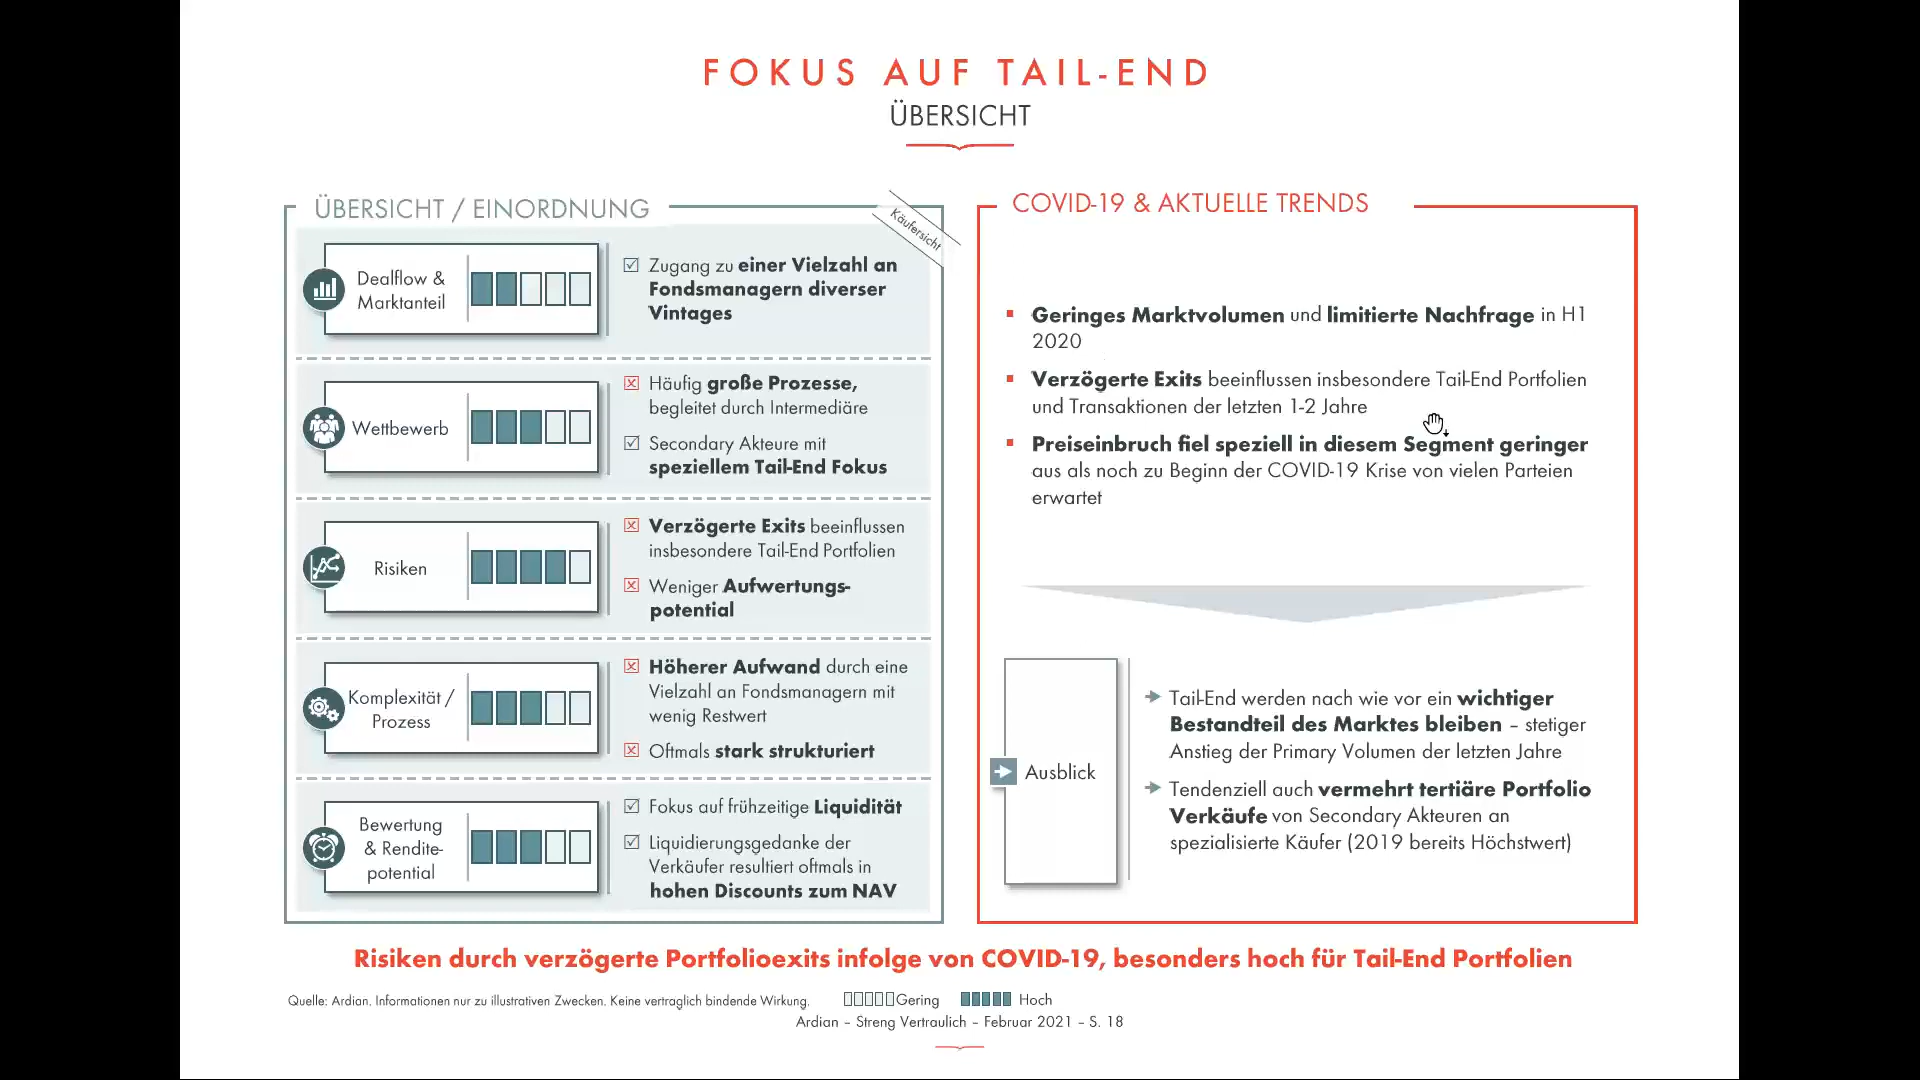 FOKUS AUF TAIL-END
ÜBERSICHT
ÜBERSICHT / EINORDNUNG
Käufersicht
Dealflow &
Marktanteil
Zugang zu einer Vielzahl an
Fondsmanagern diverser
Vintages
Wettbewerb
Häufig große Prozesse,
begleitet durch Intermediäre
Secondary Akteure mit
speziellem Tail-End Fokus
Risiken
Verzögerte Exits beeinflussen
insbesondere Tail-End Portfolien
Weniger Aufwertungs-
potential
Komplexität /
Prozess
Höherer Aufwand durch eine
Vielzahl an Fondsmanagern mit
wenig Restwert
Oftmals stark strukturiert
Bewertung
& Rendite-
potential
Fokus auf frühzeitige Liquidität
Liquidierungsgedanke der
Verkäufer resultiert oftmals in
hohen Discounts zum NAV
COVID-19 & AKTUELLE TRENDS
Geringes Marktvolumen und limitierte Nachfrage in H1
2020
Verzögerte Exits beeinflussen insbesondere Tail-End Portfolien
und Transaktionen der letzten 1-2 Jahre
Preiseinbruch fiel speziell in diesem Segment geringer
aus als noch zu Beginn der COVID-19 Krise von vielen Parteien
erwartet
Ausblick
Tail-End werden nach wie vor ein wichtiger
Bestandteil des Marktes bleiben – stetiger
Anstieg der Primary Volumen der letzten Jahre
Tendenziell auch vermehrt tertiäre Portfolio
Verkäufe von Secondary Akteuren an
spezialisierte Käufer (2019 bereits Höchstwert)
Risiken durch verzögerte Portfolioexits infolge von COVID-19, besonders hoch für Tail-End Portfolien
Quelle: Ardian. Informationen nur zu illustrativen Zwecken. Keine vertraglich bindende Wirkung.
Gering
Hoch
Ardian – Streng Vertraulich – Februar 2021 – S. 18